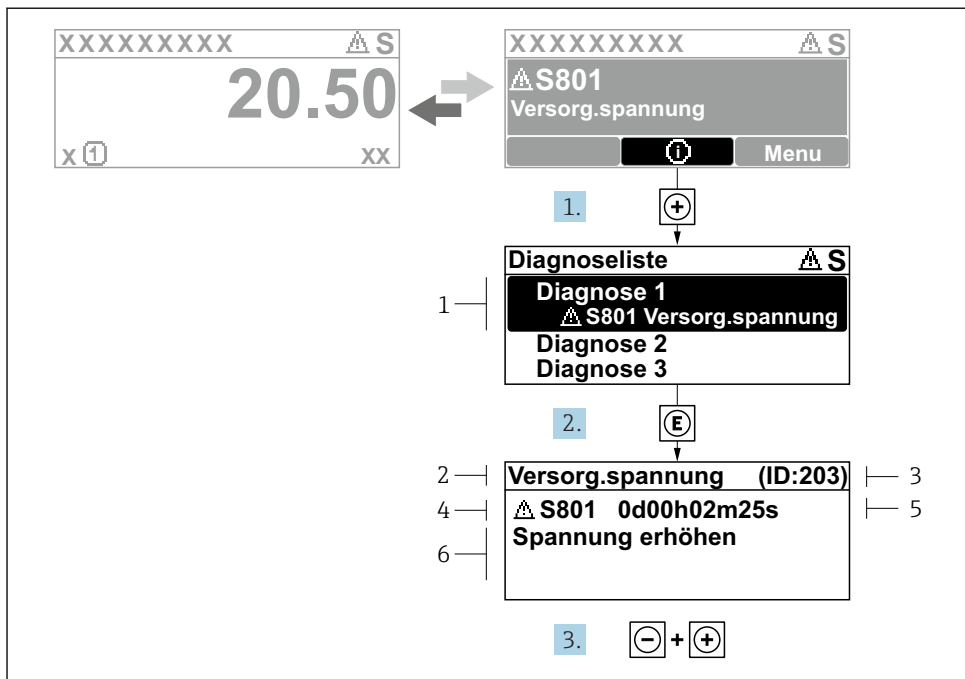 XXXXXXXXX ⚠ S
20.50
x 1 xx
XXXXXXXXX ⚠ S
⚠ S801
Versorg.spannung
i Menu
1. +
Diagnoseliste ⚠ S
1
Diagnose 1
⚠ S801 Versorg.spannung
Diagnose 2
Diagnose 3
2. E
2 Versorg.spannung (ID:203) 3
4 ⚠ S801 0d00h02m25s 5
6 Spannung erhöhen
3. - + +